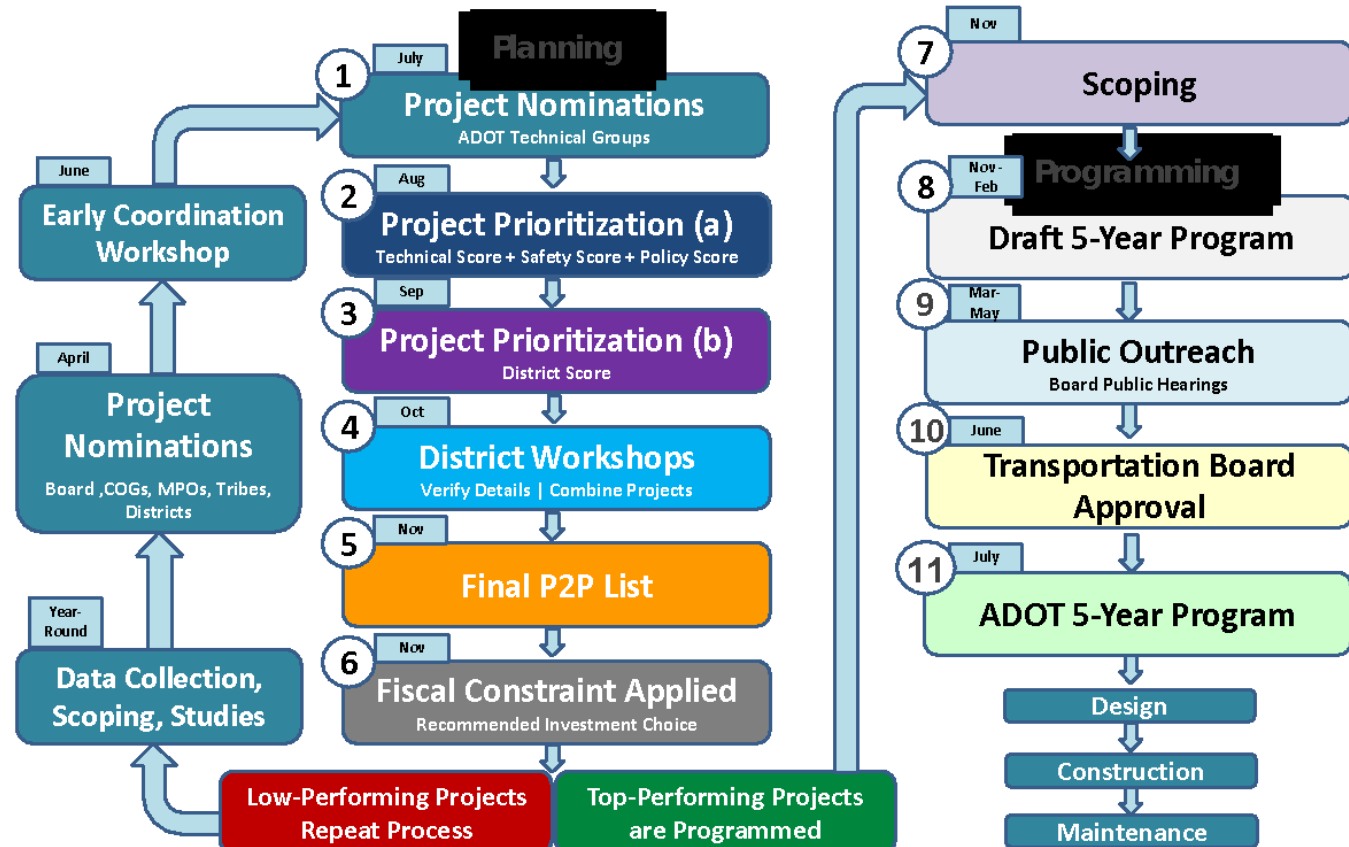 Planning
July
1
Project Nominations
ADOT Technical Groups
Aug
2
Project Prioritization (a)
Technical Score + Safety Score + Policy Score
Sep
3
Project Prioritization (b)
District Score
Oct
4
District Workshops
Verify Details | Combine Projects
Nov
5
Final P2P List
Nov
6
Fiscal Constraint Applied
Recommended Investment Choice
Low-Performing Projects
Repeat Process
Top-Performing Projects
are Programmed
Year-
Round
Data Collection,
Scoping, Studies
April
Project
Nominations
Board ,COGs, MPOs, Tribes,
Districts
June
Early Coordination
Workshop
Nov
7
Scoping
Programming
Nov-
Feb
8
Draft 5-Year Program
Mar-
May
9
Public Outreach
Board Public Hearings
June
10
Transportation Board
Approval
July
11
ADOT 5-Year Program
Design
Construction
Maintenance